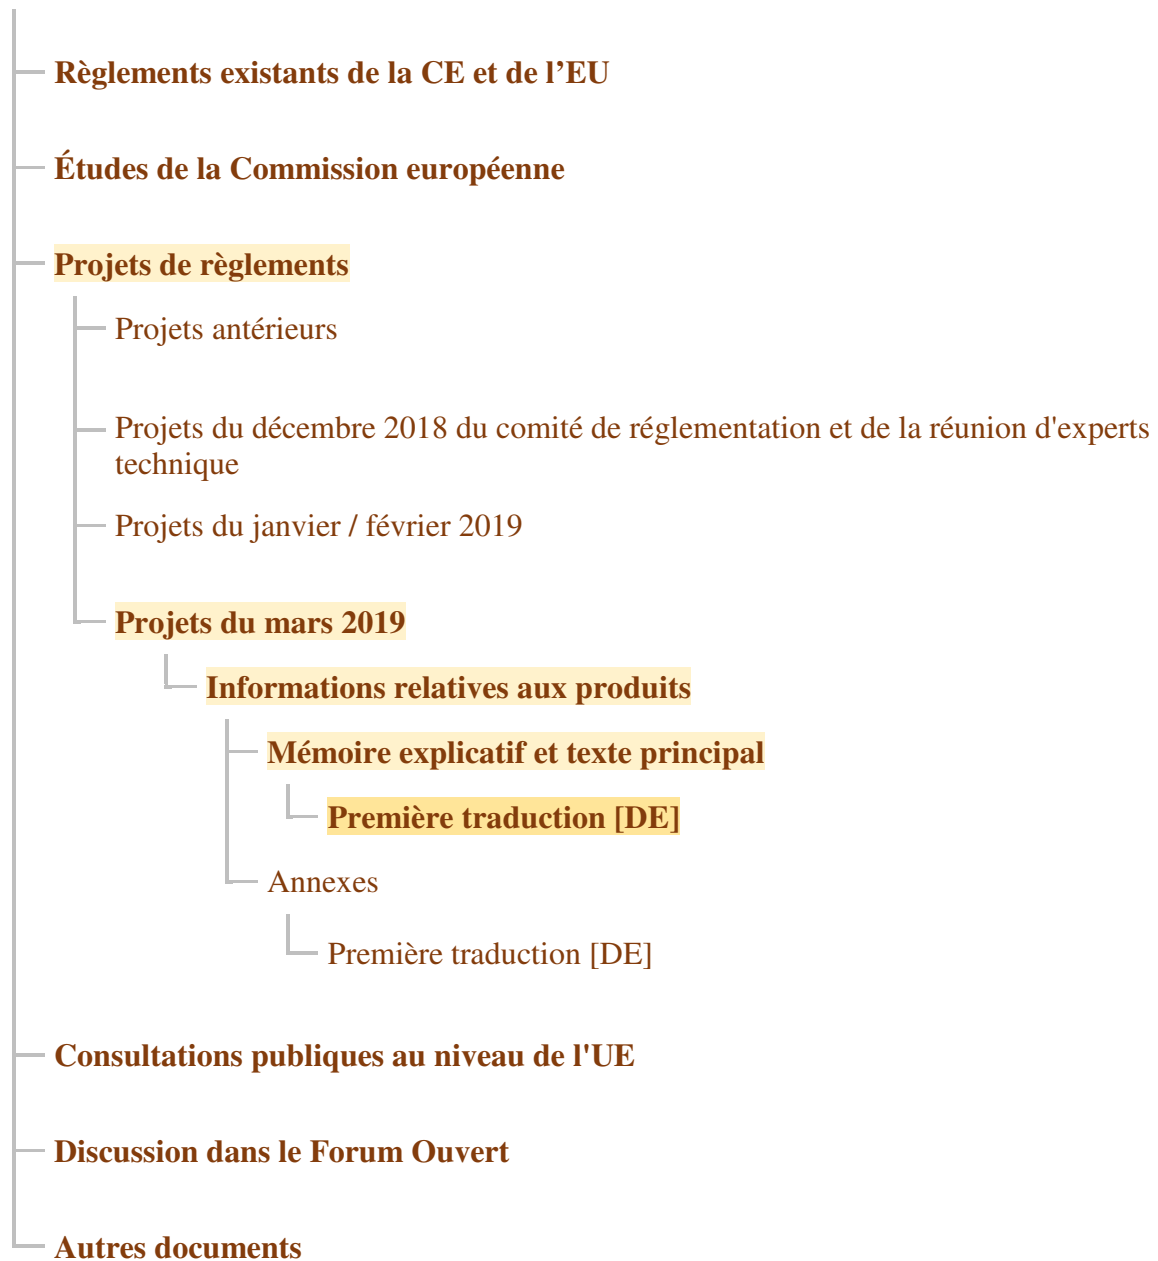 Règlements existants de la CE et de l’EU
Études de la Commission européenne
Projets de règlements
Projets antérieurs
Projets du décembre 2018 du comité de réglementation et de la réunion d'experts
technique
Projets du janvier / février 2019
Projets du mars 2019
Informations relatives aux produits
Mémoire explicatif et texte principal
Première traduction [DE]
Annexes
Première traduction [DE]
Consultations publiques au niveau de l'UE
Discussion dans le Forum Ouvert
Autres documents